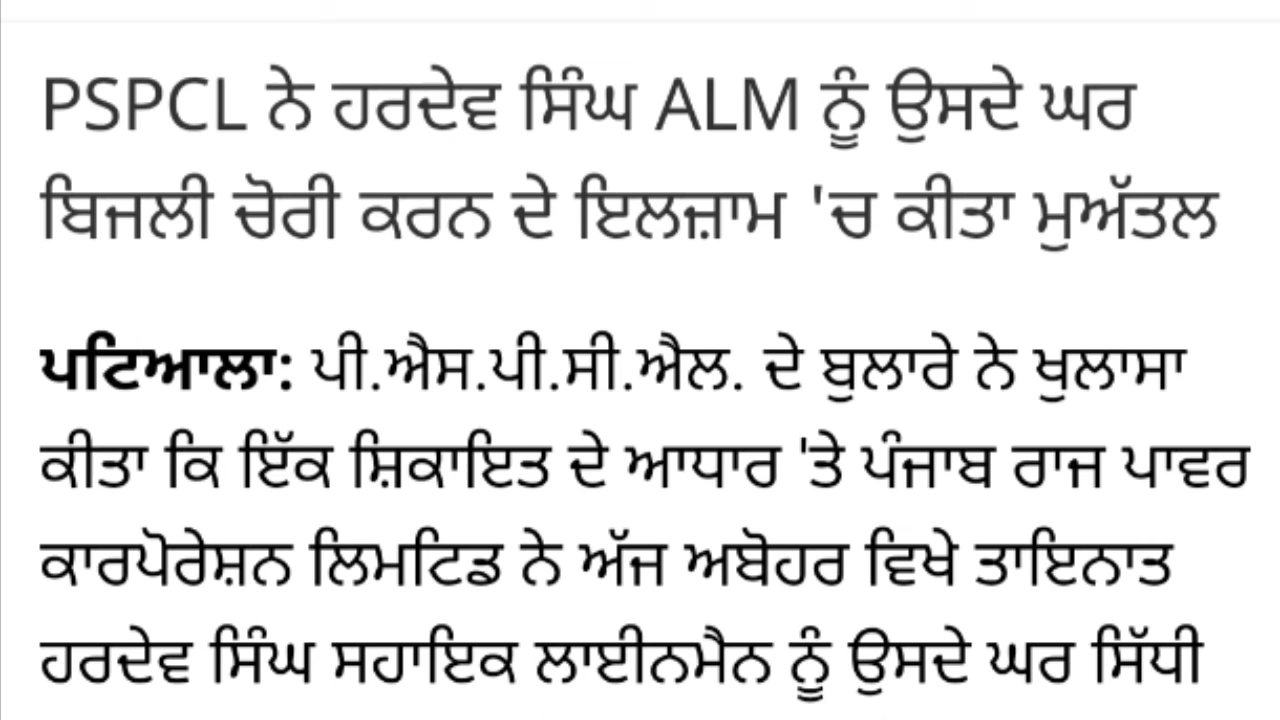 PSPCL ਨੇ ਹਰਦੇਵ ਸਿੰਘ ALM ਨੂੰ ਉਸਦੇ ਘਰ
ਬਿਜਲੀ ਚੋਰੀ ਕਰਨ ਦੇ ਇਲਜ਼ਾਮ 'ਚ ਕੀਤਾ ਮੁਅੱਤਲ
ਪਟਿਆਲਾ: ਪੀ.ਐਸ.ਪੀ.ਸੀ.ਐਲ. ਦੇ ਬੁਲਾਰੇ ਨੇ ਖੁਲਾਸਾ
ਕੀਤਾ ਕਿ ਇੱਕ ਸ਼ਿਕਾਇਤ ਦੇ ਆਧਾਰ 'ਤੇ ਪੰਜਾਬ ਰਾਜ ਪਾਵਰ
ਕਾਰਪੋਰੇਸ਼ਨ ਲਿਮਟਿਡ ਨੇ ਅੱਜ ਅਬੋਹਰ ਵਿਖੇ ਤਾਇਨਾਤ
ਹਰਦੇਵ ਸਿੰਘ ਸਹਾਇਕ ਲਾਈਨਮੈਨ ਨੂੰ ਉਸਦੇ ਘਰ ਸਿੱਧੀ